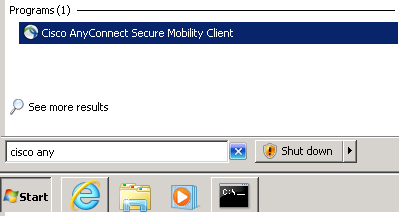 Programs (1)
Cisco AnyConnect Secure Mobility Client
See more results
cisco any
Shut down
Start
C:\_